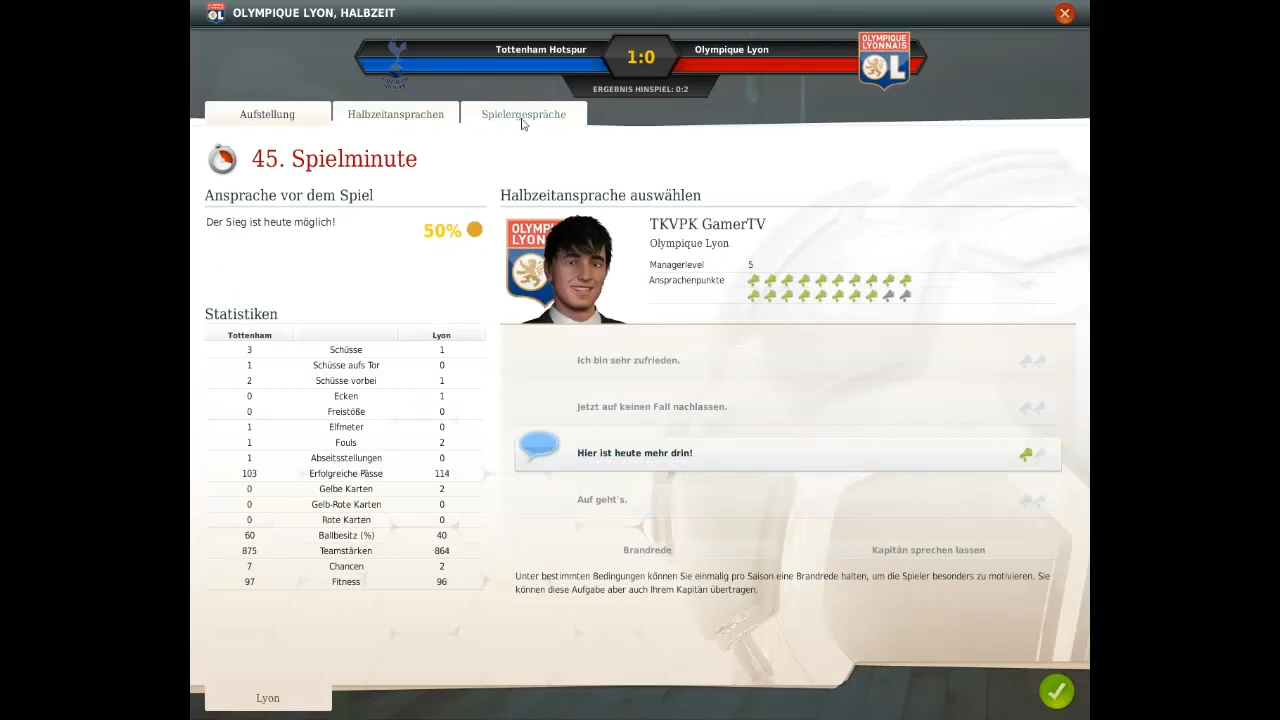 OLYMPIQUE LYON, HALBZEIT
Tottenham Hotspur
1:0
Olympique Lyon
OLYMPIQUE
LYONNAIS
OL
ERGEBNIS HINSPIEL: 0:2
Aufstellung
Halbzeitansprachen
Spielergespräche
45. Spielminute
Ansprache vor dem Spiel
Der Sieg ist heute möglich!
50%
Statistiken
Tottenham Lyon
3 Schüsse 1
1 Schüsse aufs Tor 0
2 Schüsse vorbei 1
0 Ecken 1
0 Freistöße 0
1 Elfmeter 0
1 Fouls 2
1 Abseitsstellungen 0
103 Erfolgreiche Pässe 114
0 Gelbe Karten 2
0 Gelb-Rote Karten 0
0 Rote Karten 0
60 Ballbesitz (%) 40
875 Teamstärken 864
7 Chancen 2
97 Fitness 96
Halbzeitansprache auswählen
TKVPK GamerTV
Olympique Lyon
Managerlevel 5
Ansprachenpunkte
Ich bin sehr zufrieden.
Jetzt auf keinen Fall nachlassen.
Hier ist heute mehr drin!
Auf geht's.
Brandrede
Kapitän sprechen lassen
Unter bestimmten Bedingungen können Sie einmalig pro Saison eine Brandrede halten, um die Spieler besonders zu motivieren. Sie
können diese Aufgabe aber auch Ihrem Kapitän übertragen.
Lyon